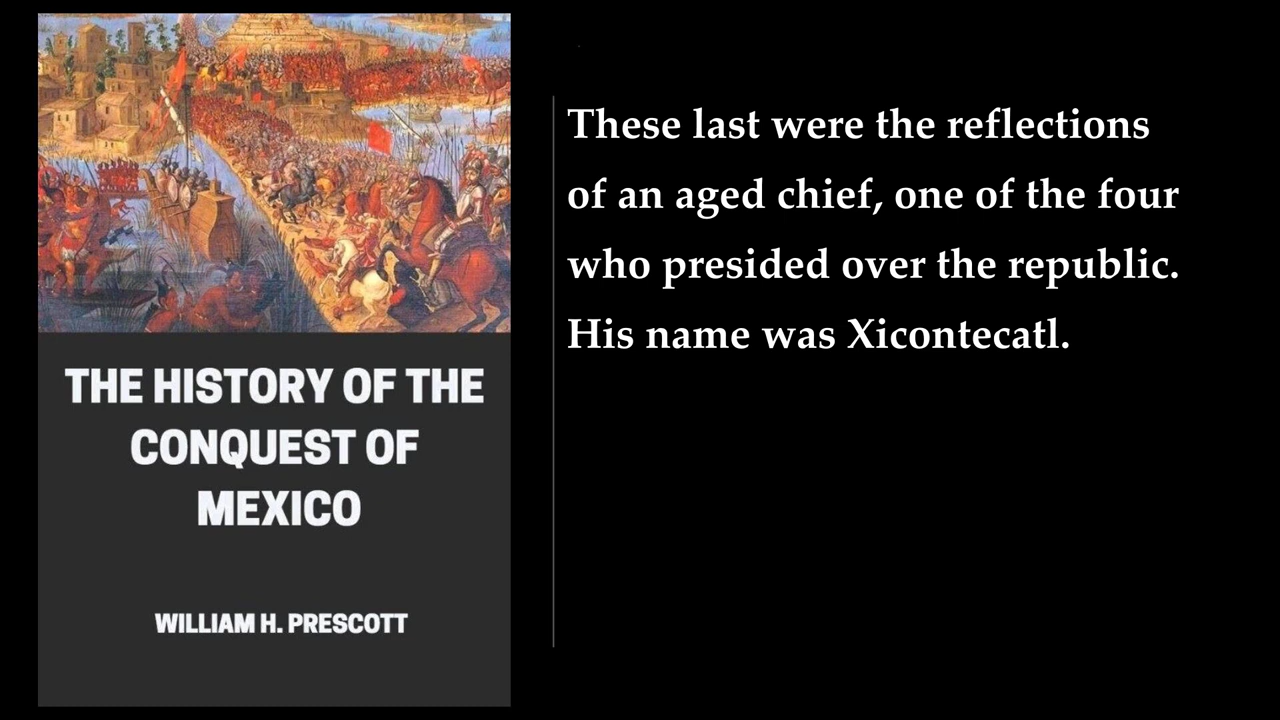 THE HISTORY OF THE
CONQUEST OF
MEXICO
WILLIAM H. PRESCOTT
These last were the reflections
of an aged chief, one of the four
who presided over the republic.
His name was Xicontecatl.